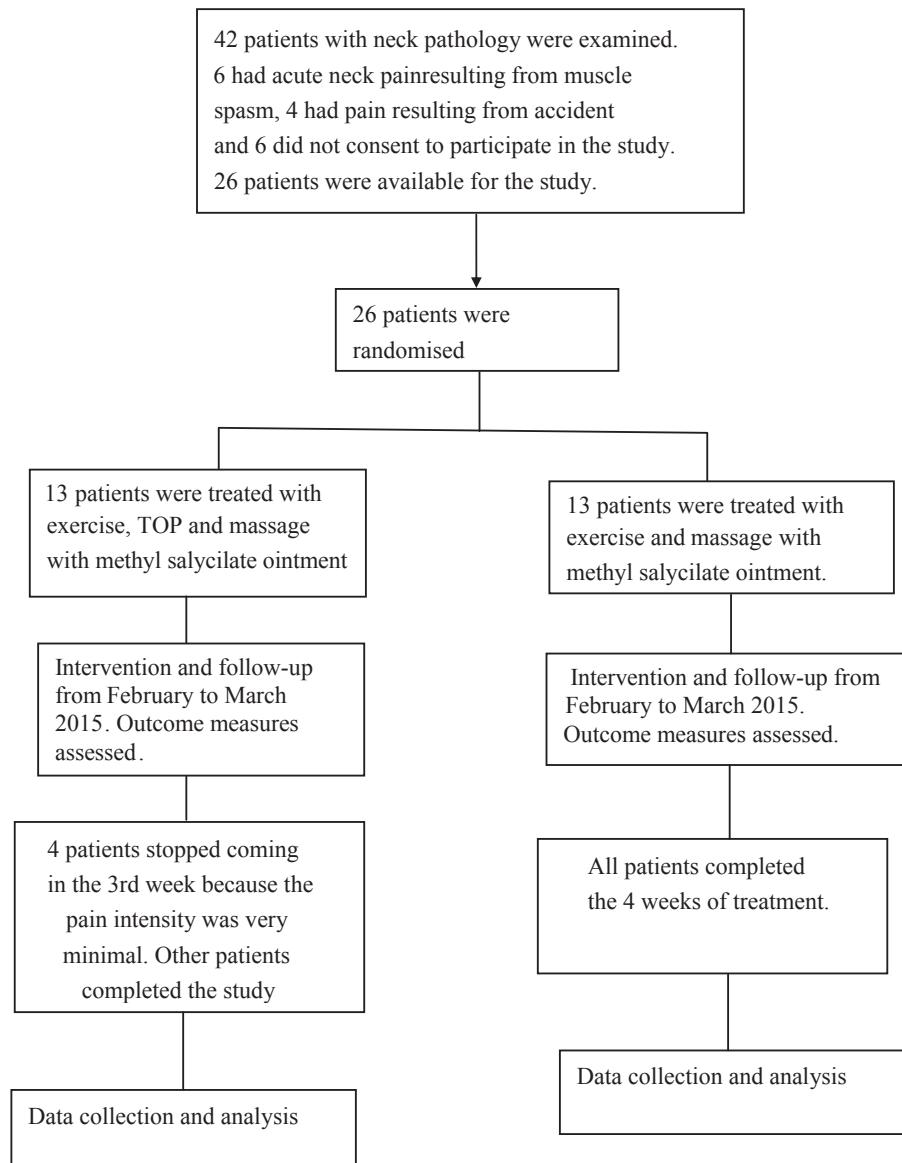 42 patients with neck pathology were examined.
6 had acute neck painresulting from muscle
spasm, 4 had pain resulting from accident
and 6 did not consent to participate in the study.
26 patients were available for the study.
26 patients were
randomised
13 patients were treated with
exercise, TOP and massage
with methyl salycilate ointment
13 patients were treated with
exercise and massage with
methyl salycilate ointment.
Intervention and follow-up
from February to March
2015. Outcome measures
assessed.
Intervention and follow-up from
February to March 2015.
Outcome measures assessed.
4 patients stopped coming
in the 3rd week because the
pain intensity was very
minimal. Other patients
completed the study
All patients completed
the 4 weeks of treatment.
Data collection and analysis
Data collection and analysis